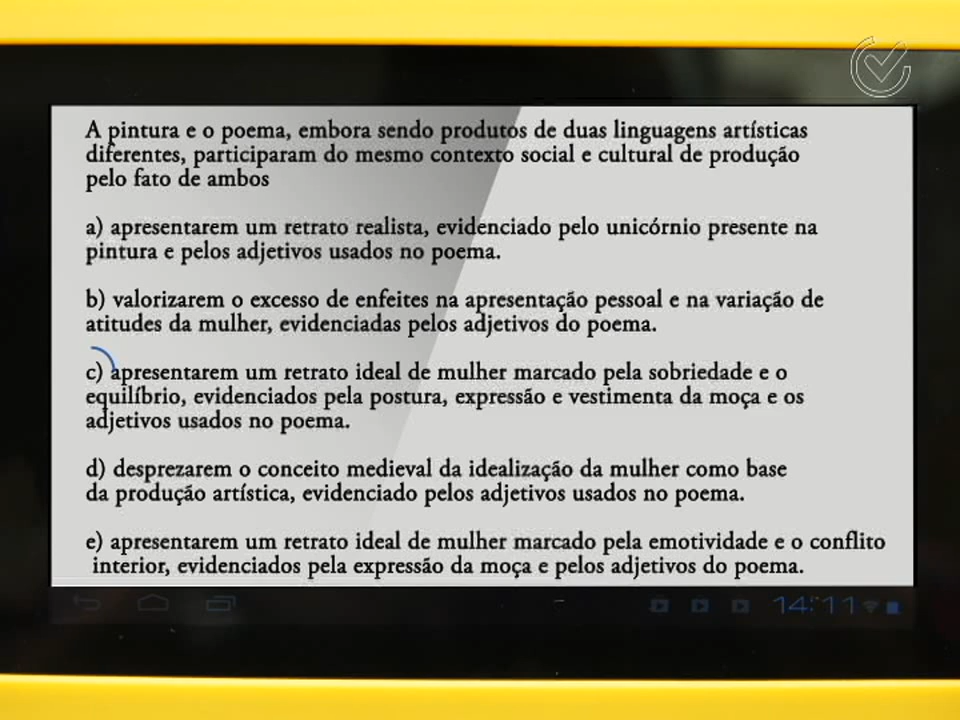 A pintura e o poema, embora sendo produtos de duas linguagens artísticas
diferentes, participaram do mesmo contexto social e cultural de produção
pelo fato de ambos
a) apresentarem um retrato realista, evidenciado pelo unicórnio presente na
pintura e pelos adjetivos usados no poema.
b) valorizarem o excesso de enfeites na apresentação pessoal e na variação de
atitudes da mulher, evidenciadas pelos adjetivos do poema.
c) apresentarem um retrato ideal de mulher marcado pela sobriedade e o
equilíbrio, evidenciados pela postura, expressão e vestimenta da moça e os
adjetivos usados no poema.
d) desprezarem o conceito medieval da idealização da mulher como base
da produção artística, evidenciado pelos adjetivos usados no poema.
e) apresentarem um retrato ideal de mulher marcado pela emotividade e o conflito
interior, evidenciados pela expressão da moça e pelos adjetivos do poema.
14:11